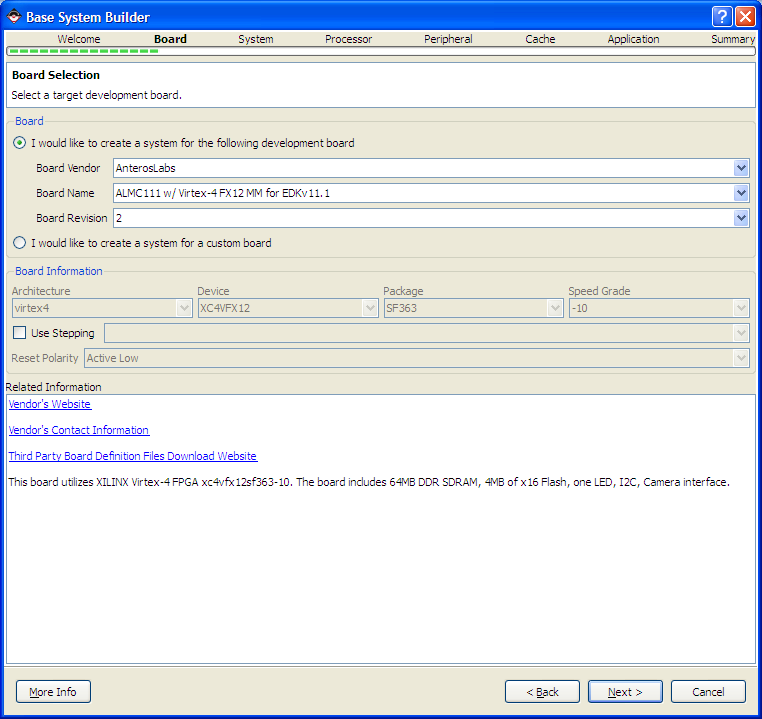 Base System Builder
Welcome Board System Processor Peripheral Cache Application Summary
Board Selection
Select a target development board.
Board
I would like to create a system for the following development board
Board Vendor AnterosLabs
Board Name ALMC111 w/ Virtex-4 FX12 MM for EDKv11.1
Board Revision 2
I would like to create a system for a custom board
Board Information
Architecture Device Package Speed Grade
virtex4 XC4VFX12 SF363 -10
Use Stepping
Reset Polarity Active Low
Related Information
Vendor's Website
Vendor's Contact Information
Third Party Board Definition Files Download Website
This board utilizes XILINX Virtex-4 FPGA xc4vfx12sf363-10. The board includes 64MB DDR SDRAM, 4MB of x16 Flash, one LED, I2C, Camera interface.
More Info < Back Next > Cancel